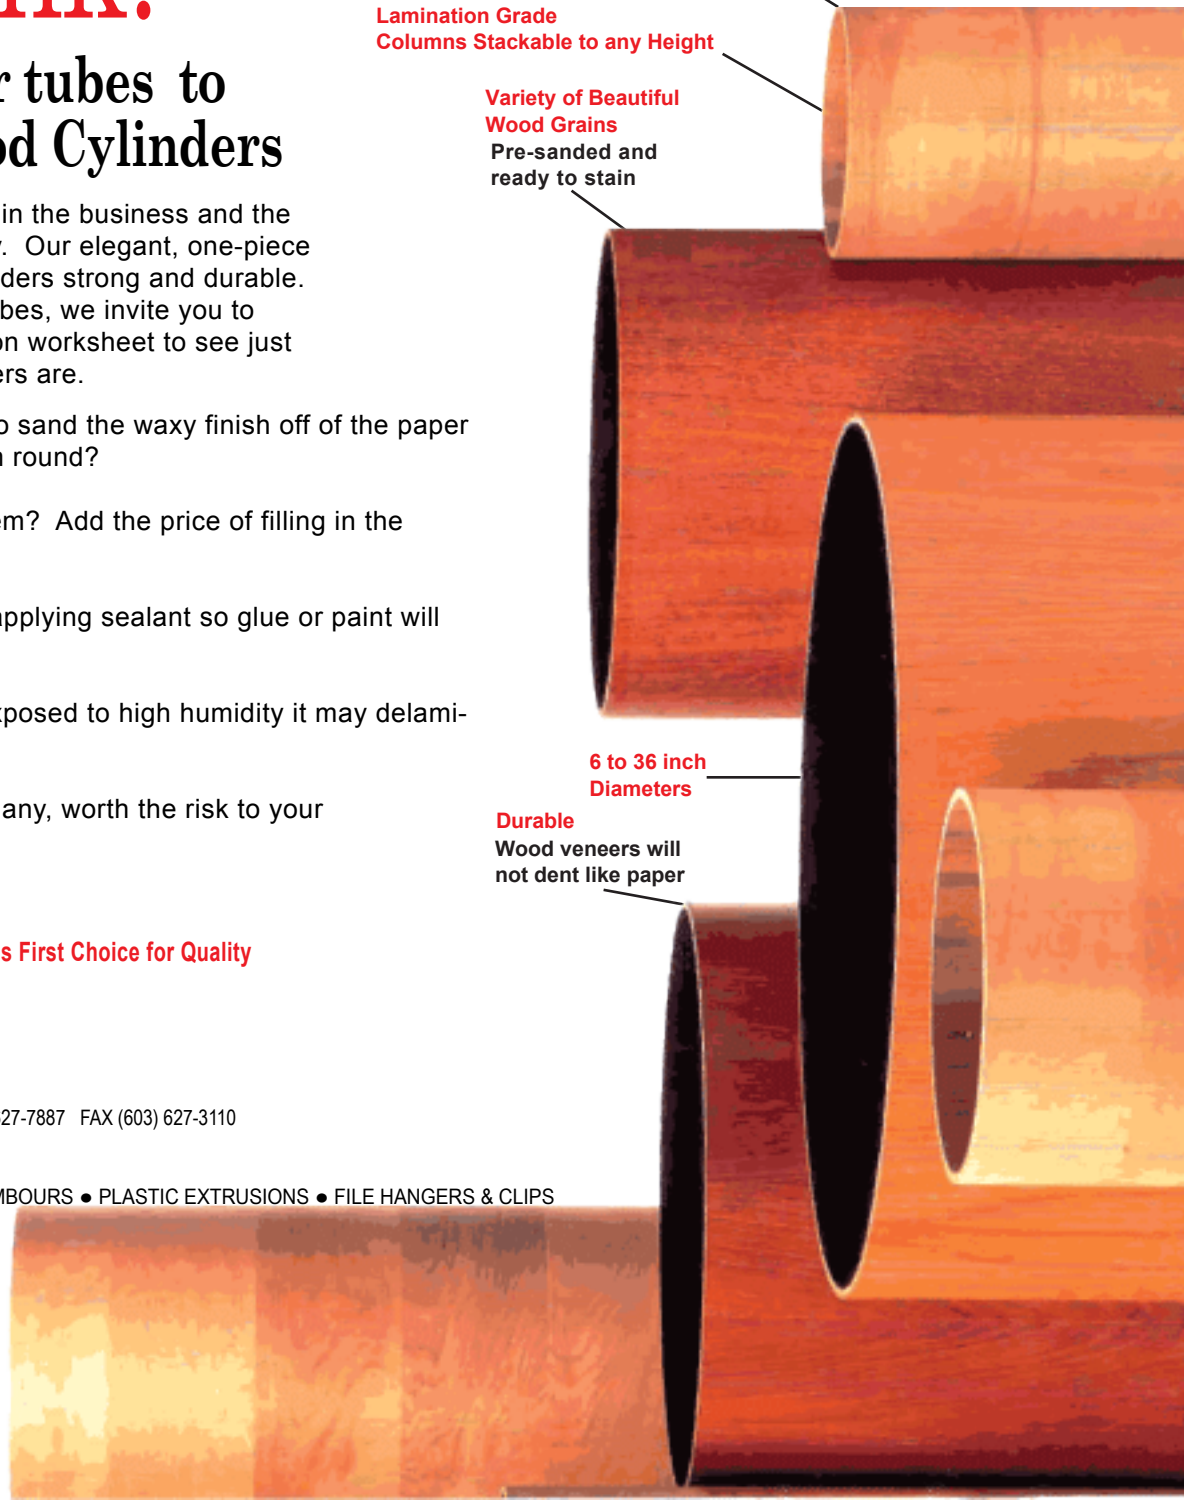 Lamination Grade
Columns Stackable to any Height
r tubes to
od Cylinders
Variety of Beautiful
Wood Grains
Pre-sanded and
ready to stain
in the business and the
y. Our elegant, one-piece
ders strong and durable.
bes, we invite you to
on worksheet to see just
ers are.
o sand the waxy finish off of the paper
n round?
em? Add the price of filling in the
applying sealant so glue or paint will
xposed to high humidity it may delami-
any, worth the risk to your
6 to 36 inch
Diameters
Durable
Wood veneers will
not dent like paper
s First Choice for Quality
627-7887 FAX (603) 627-3110
MBOURS ● PLASTIC EXTRUSIONS ● FILE HANGERS & CLIPS